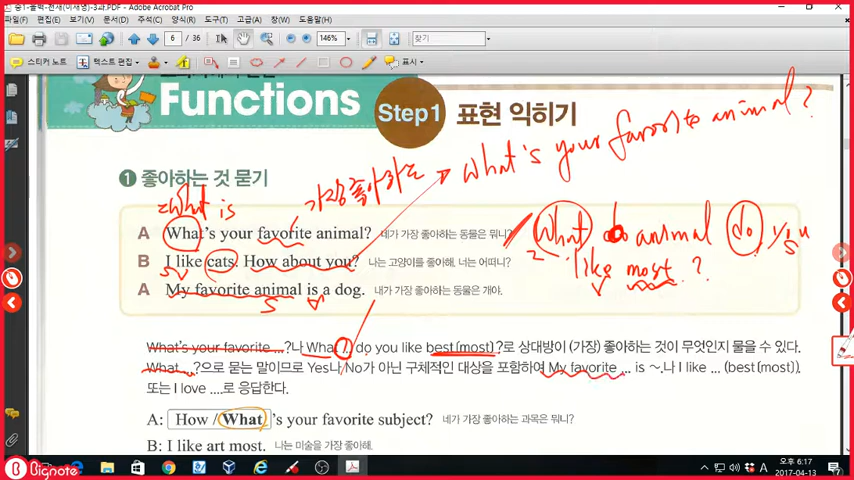 - Adobe Acrobat Pro
파일(F) 편집(E) 보기(V) 문서(D) 주석(C) 양식(R) 도구(T) 고급(A) 창(W) 도움말(H)
6 / 36 146% 찾기
스티커 노트 텍스트 편집 표시
Functions Step1 표현 익히기
What's your favorite animal?
1 좋아하는 것 묻기
가장 좋아하는
=What is
A What's your favorite animal? 네가 가장 좋아하는 동물은 뭐니?
What animal do you
B I like cats. How about you? 나는 고양이를 좋아해, 너는 어떠니?
like most?
A My favorite animal is a dog. 내가 가장 좋아하는 동물은 개야.
What's your favorite ...?나 What ... do you like best(most)?로 상대방이 (가장) 좋아하는 것이 무엇인지 물을 수 있다.
What ...?으로 묻는 말이므로 Yes나 No가 아닌 구체적인 대상을 포함하여 My favorite ... is ~.나 I like ... (best(most)).
또는 I love ....로 응답한다.
A: How / What 's your favorite subject? 네가 가장 좋아하는 과목은 뭐니?
B: I like art most. 나는 미술을 가장 좋아해.
Bignote
A 오후 6:17
2017-04-13